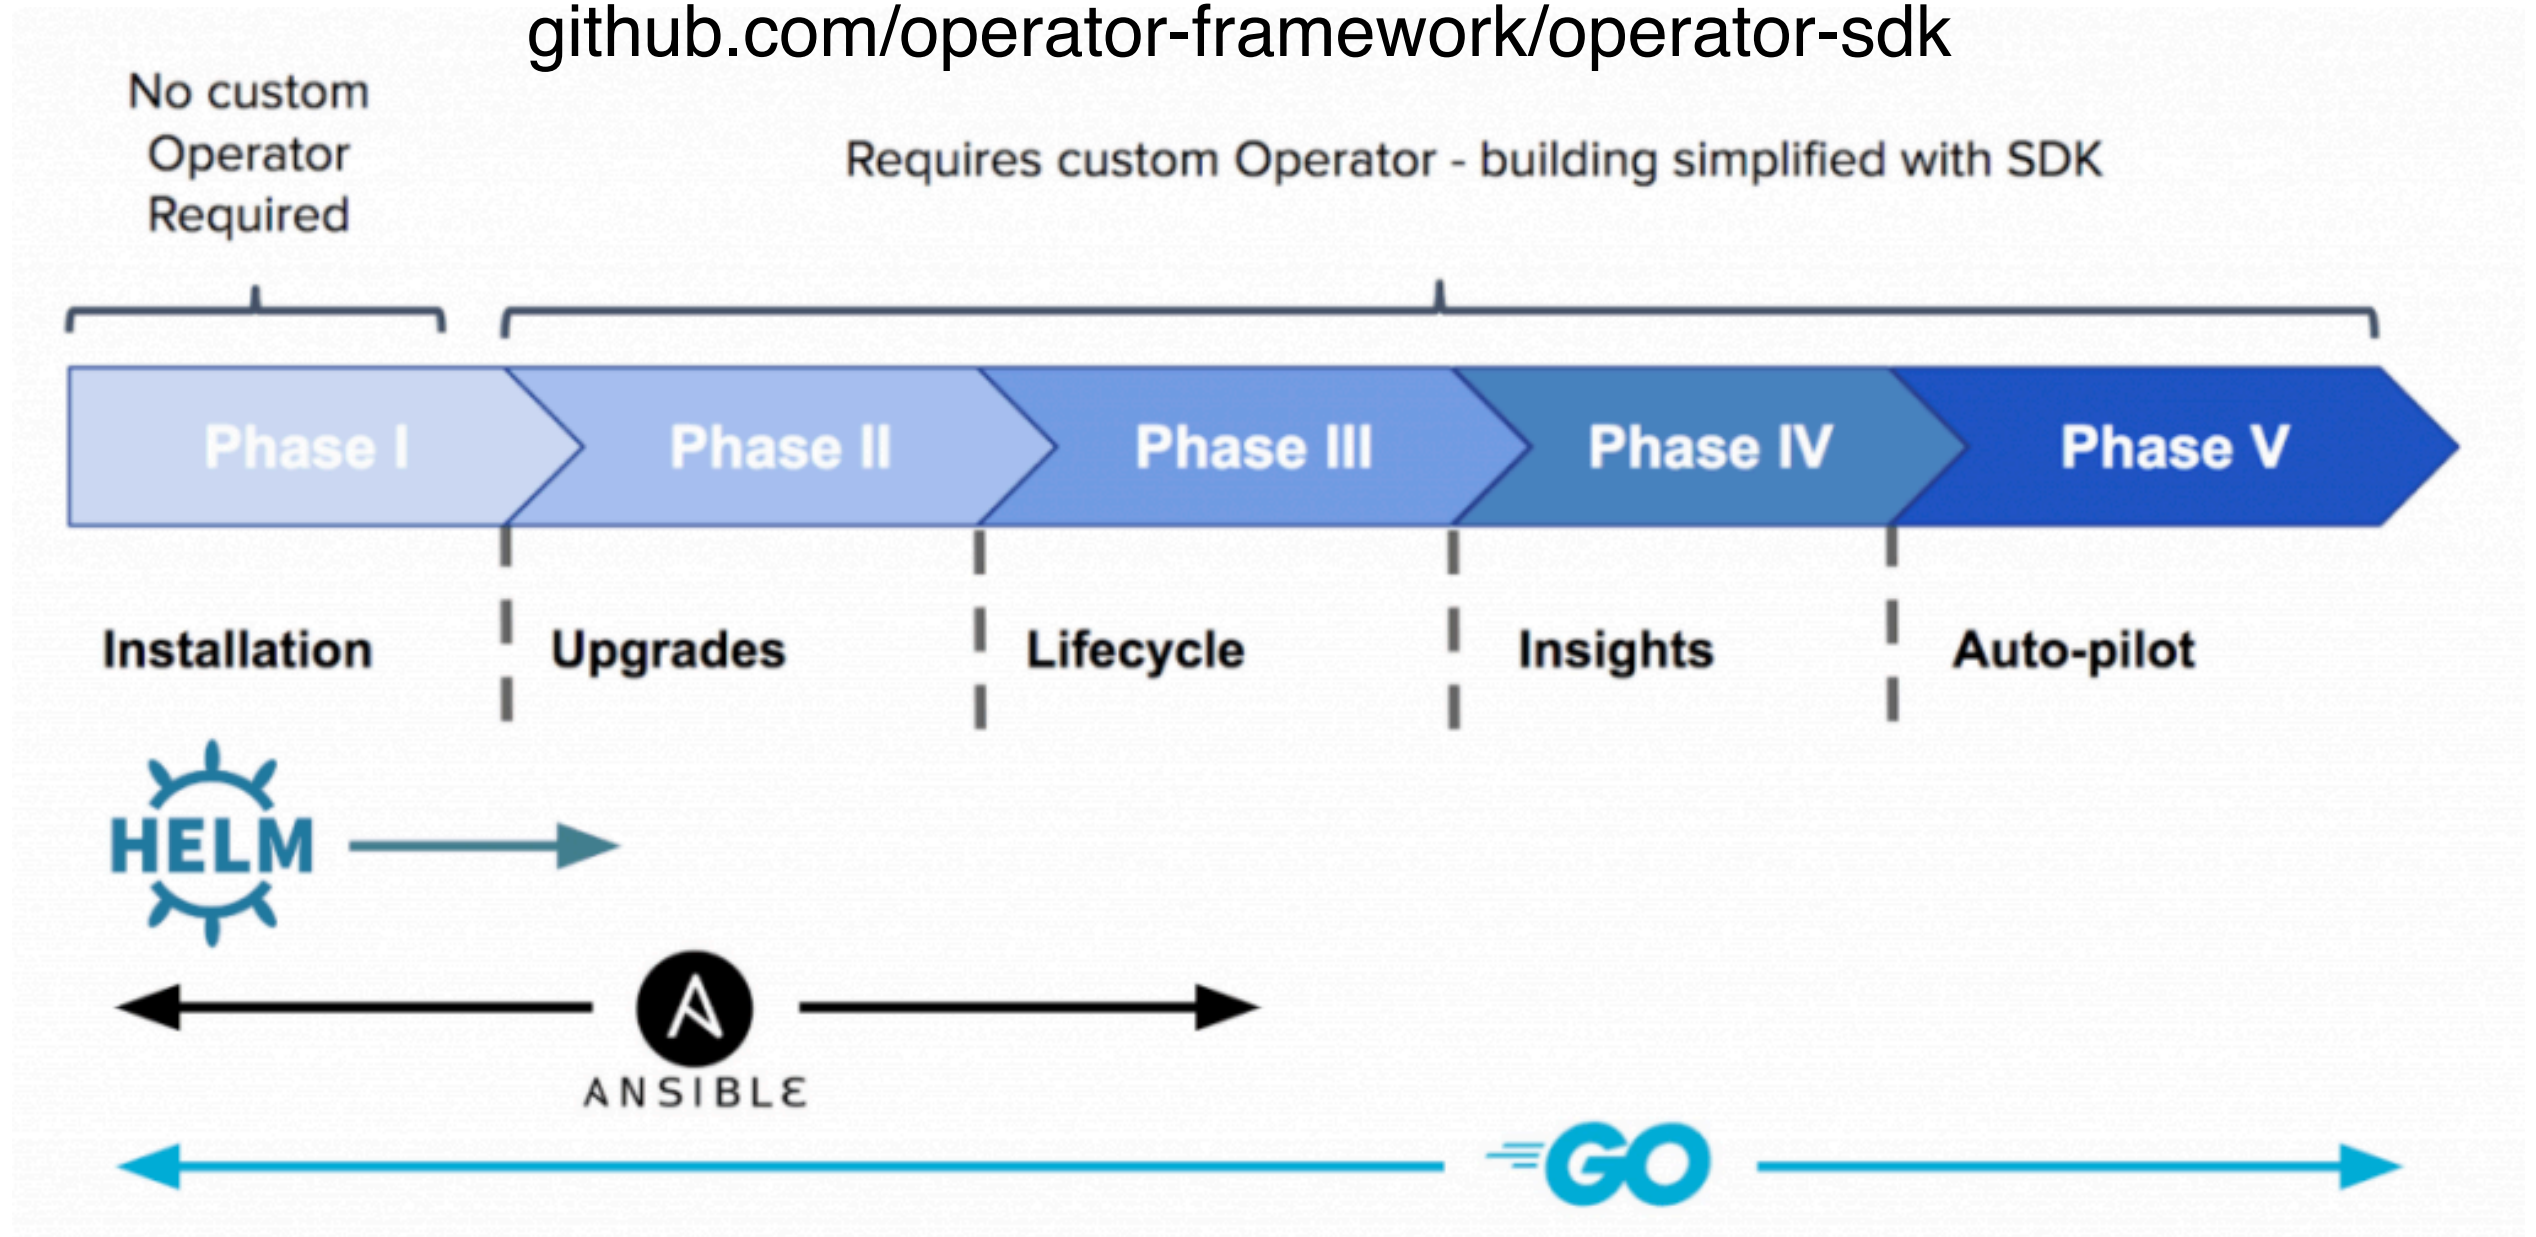 github.com/operator-framework/operator-sdk
No custom
Operator
Required
Requires custom Operator - building simplified with SDK
Phase I
Phase II
Phase III
Phase IV
Phase V
Installation
Upgrades
Lifecycle
Insights
Auto-pilot
HELM
A
ANSIBLE
GO